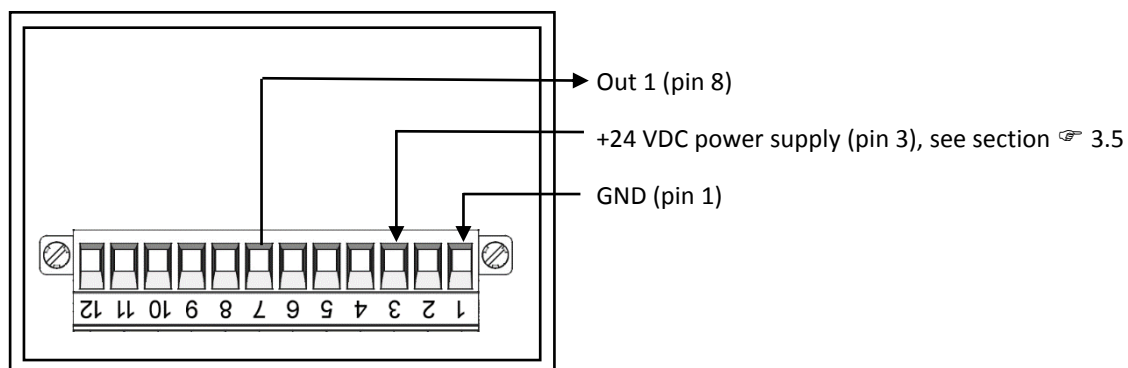 Out 1 (pin 8)
+24 VDC power supply (pin 3), see section ☞ 3.5
GND (pin 1)
12 11 10 9 8 7 6 5 4 3 2 1